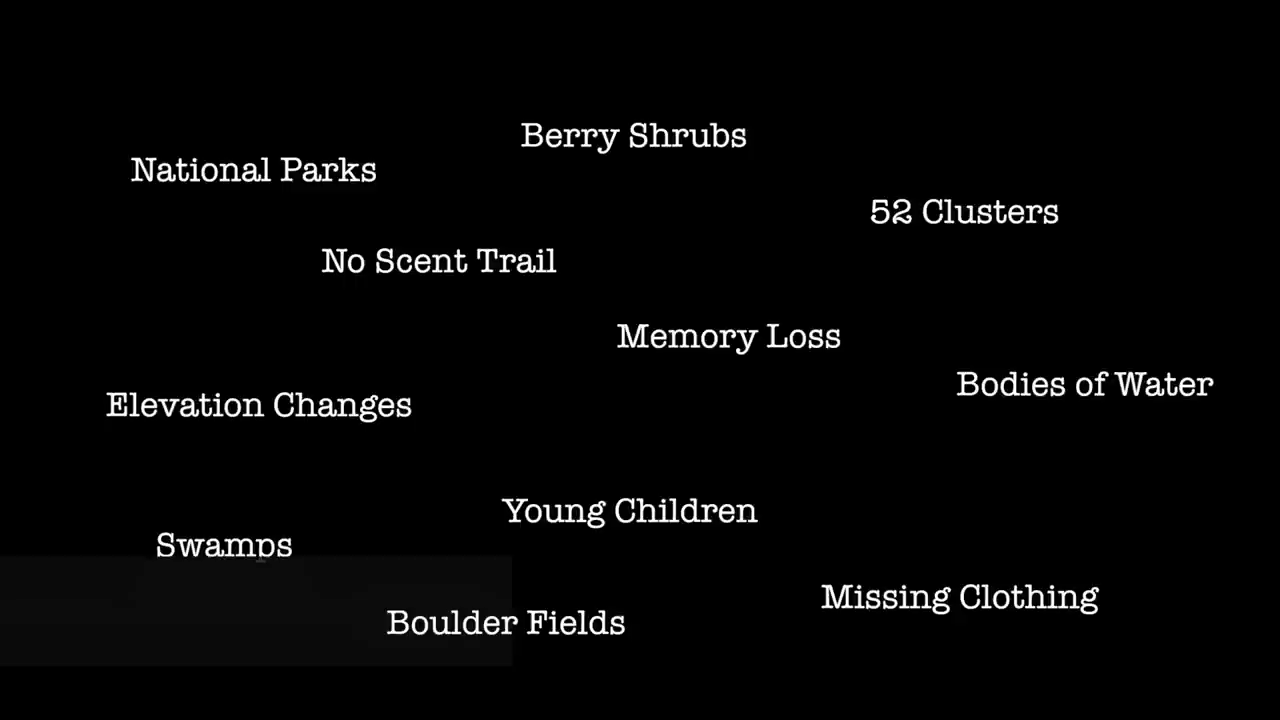 Berry Shrubs
National Parks
52 Clusters
No Scent Trail
Memory Loss
Bodies of Water
Elevation Changes
Young Children
Swamps
Missing Clothing
Boulder Fields